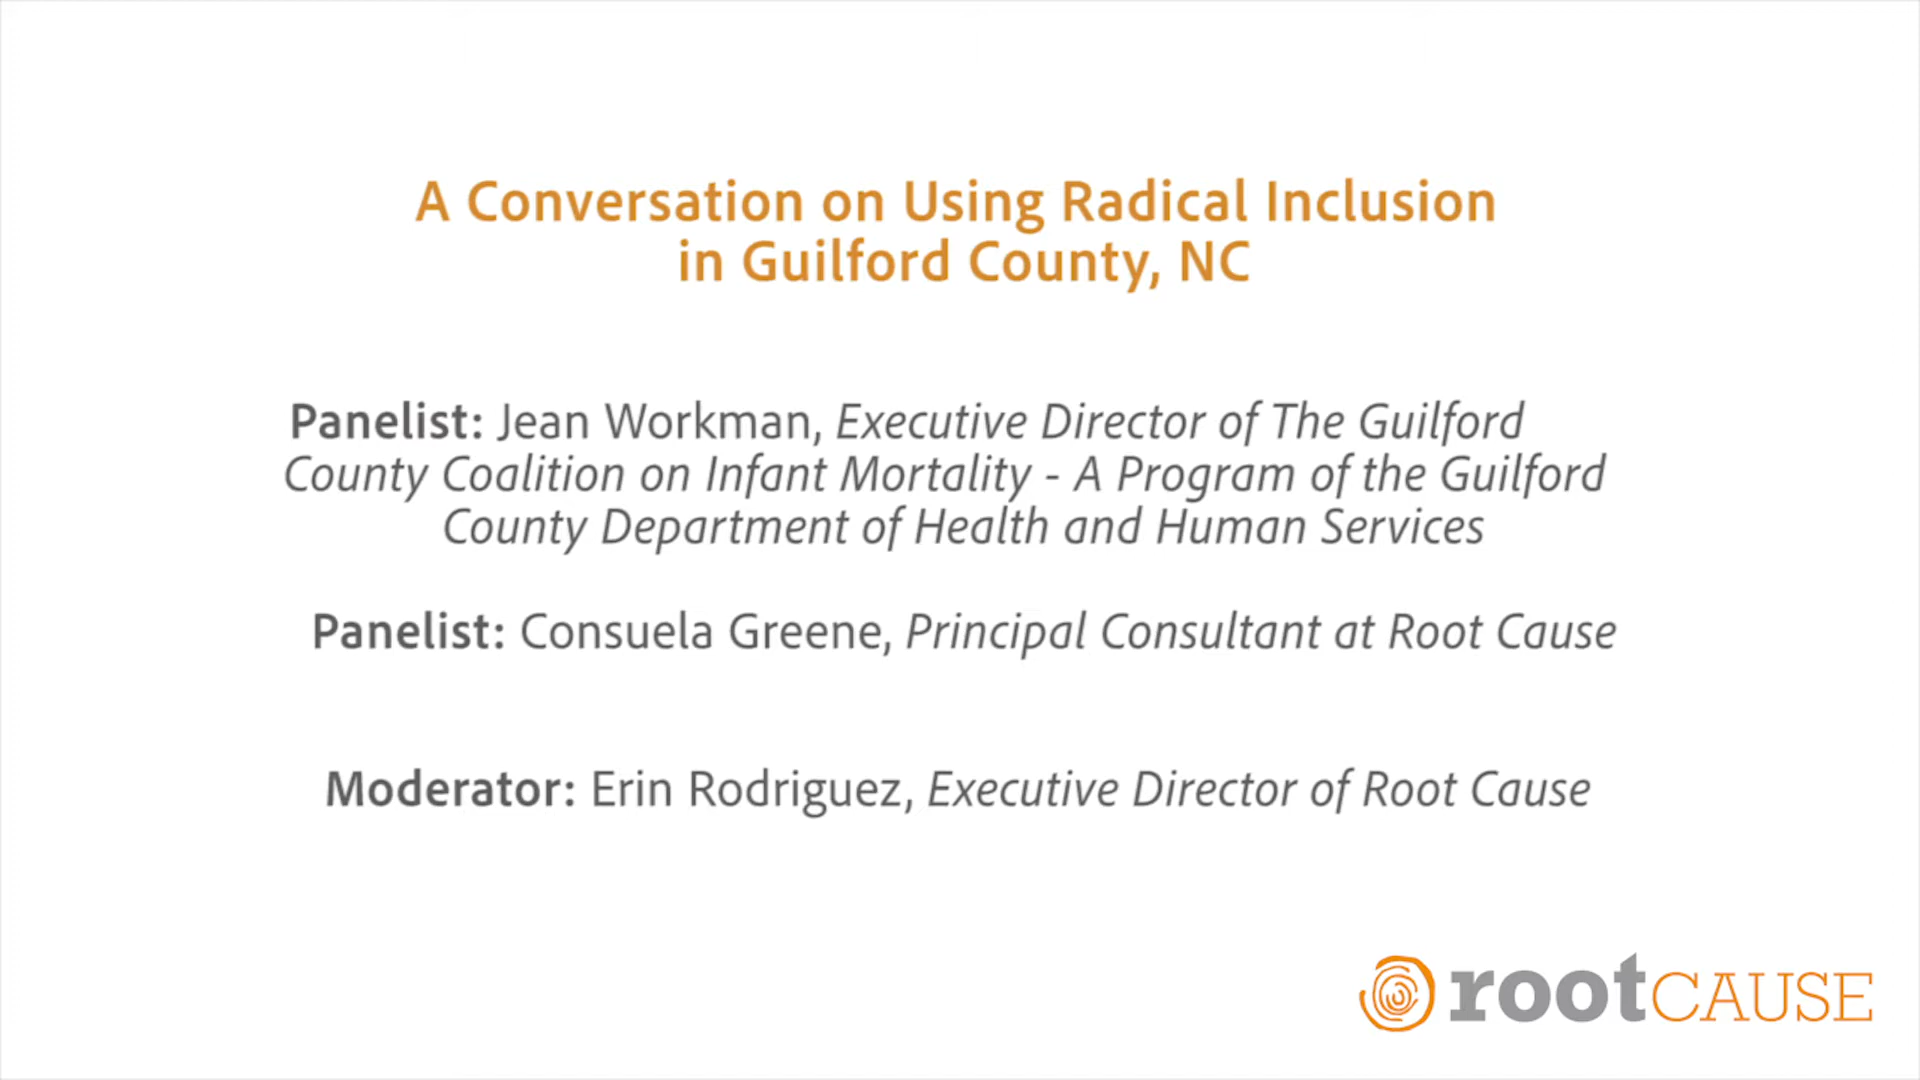 A Conversation on Using Radical Inclusion
in Guilford County, NC
Panelist: Jean Workman, Executive Director of The Guilford
County Coalition on Infant Mortality - A Program of the Guilford
County Department of Health and Human Services
Panelist: Consuela Greene, Principal Consultant at Root Cause
Moderator: Erin Rodriguez, Executive Director of Root Cause
rootCAUSE